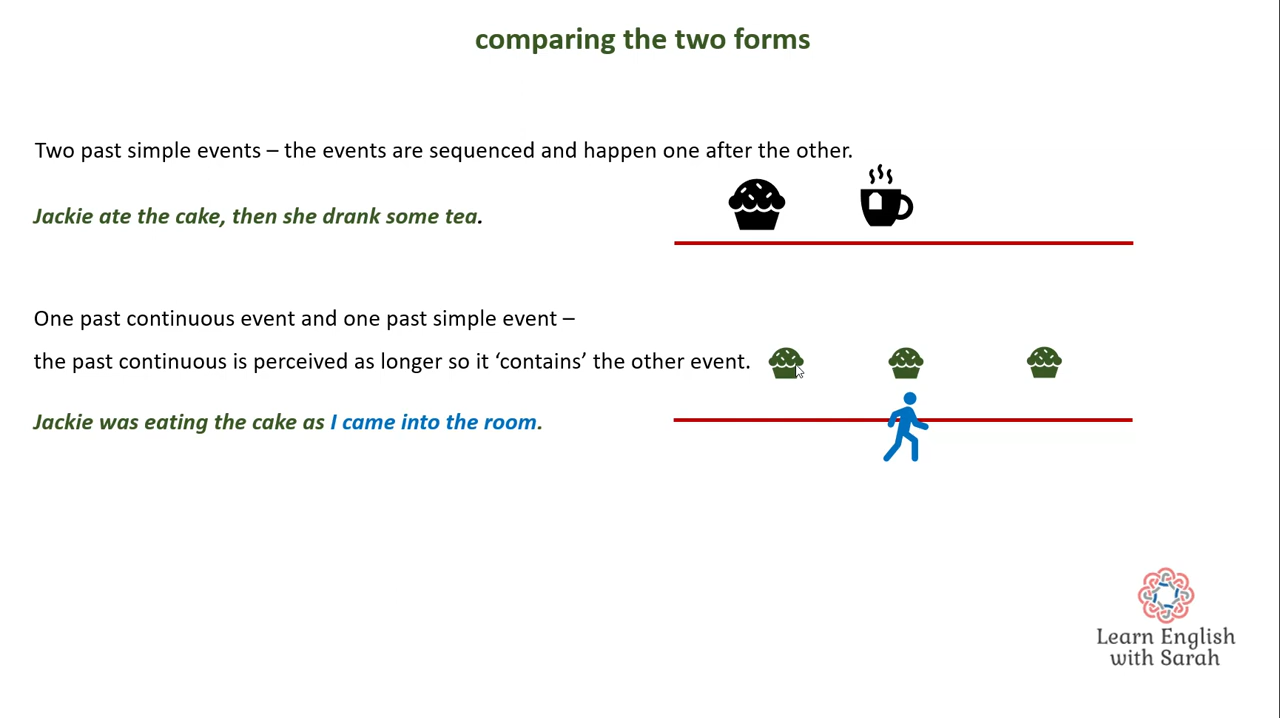 comparing the two forms
Two past simple events – the events are sequenced and happen one after the other.
Jackie ate the cake, then she drank some tea.
One past continuous event and one past simple event –
the past continuous is perceived as longer so it ‘contains’ the other event.
Jackie was eating the cake as I came into the room.
Learn English
with Sarah